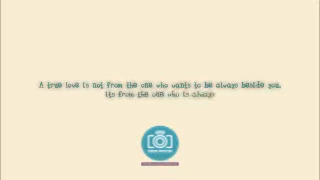 A true love is not from the one who wants to be always beside you,
its from the one who is always